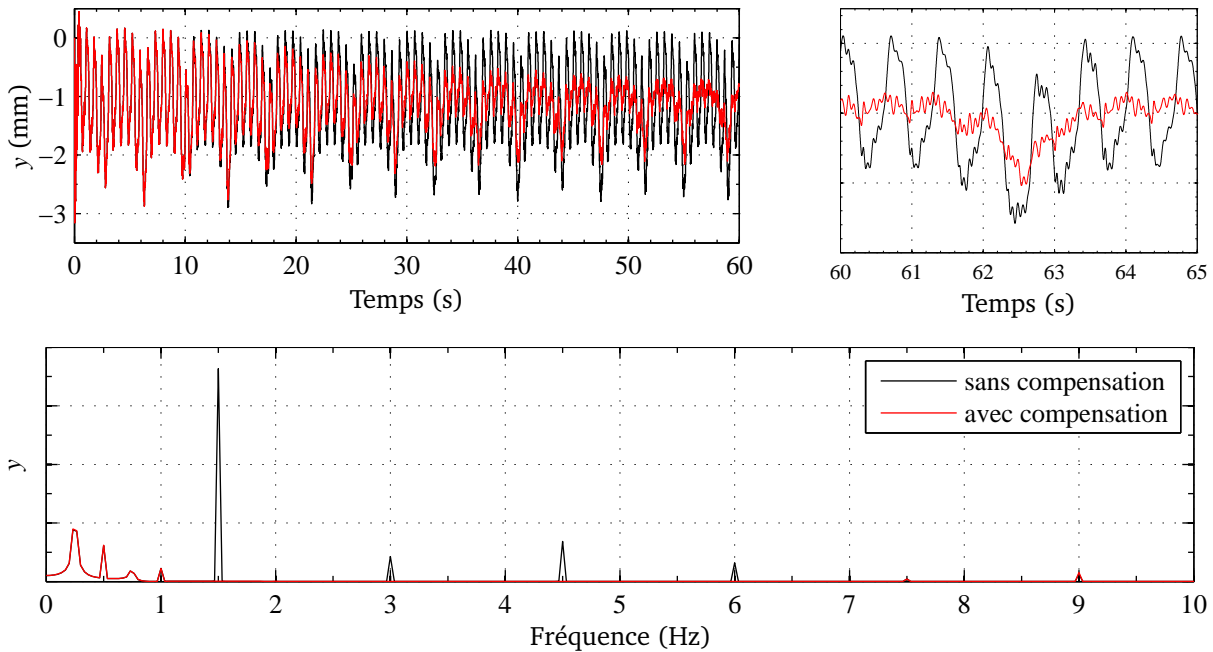 0
−1
−2
−3
y (mm)
0 10 20 30 40 50 60
Temps (s)
60 61 62 63 64 65
Temps (s)
sans compensation
avec compensation
y
0 1 2 3 4 5 6 7 8 9 10
Fréquence (Hz)